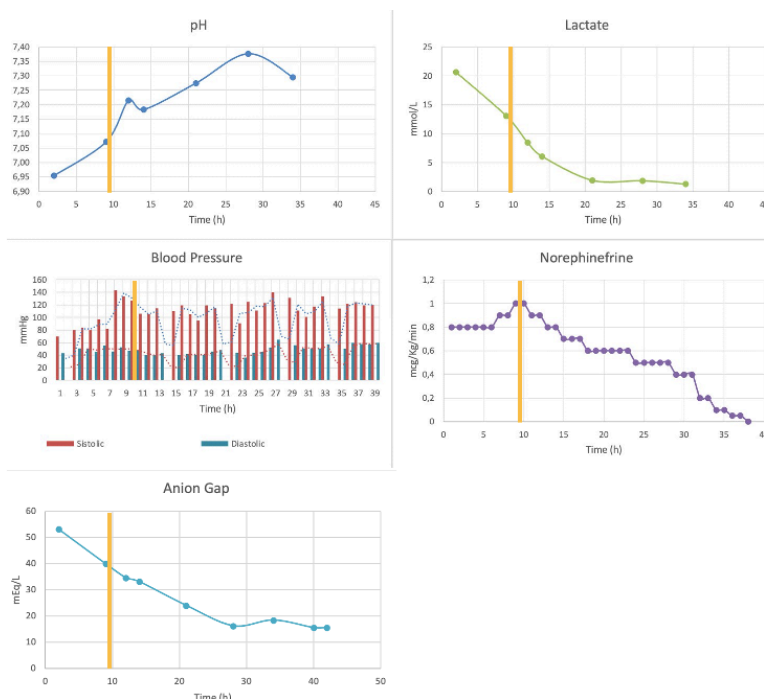 pH
7,40
7,35
7,30
7,25
7,20
7,15
7,10
7,05
7,00
6,95
6,90
0 5 10 15 20 25 30 35 40 45
Time (h)
Lactate
mmol/L
25
20
15
10
5
0
0 5 10 15 20 25 30 35 40 45
Time (h)
Blood Pressure
mmHg
160
140
120
100
80
60
40
20
0
1 3 5 7 9 11 13 15 17 19 21 23 25 27 29 31 33 35 37 39
Time (h)
Sistolic Diastolic
Norephinefrine
mcg/Kg/min
1,2
1
0,8
0,6
0,4
0,2
0
0 5 10 15 20 25 30 35 40
Time (h)
Anion Gap
mEq/L
60
50
40
30
20
10
0
0 10 20 30 40 50
Time (h)